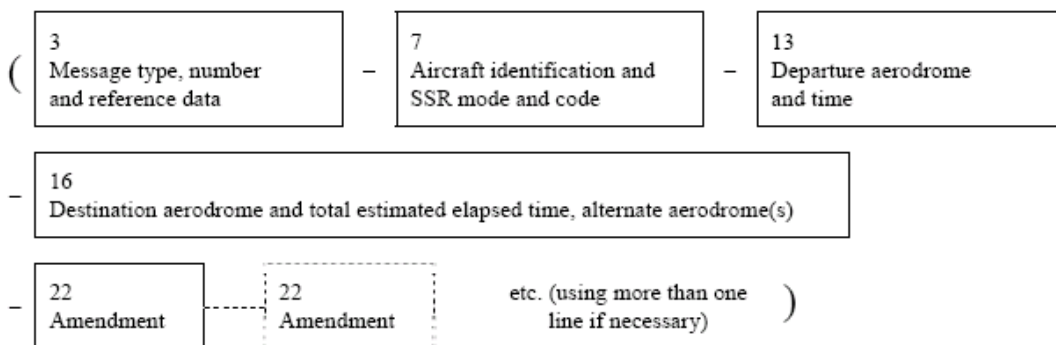 ( 3 – 7 – 13
Message type, number Aircraft identification and Departure aerodrome
and reference data SSR mode and code and time
– 16
Destination aerodrome and total estimated elapsed time, alternate aerodrome(s)
– 22 22 etc. (using more than one
Amendment Amendment line if necessary) )